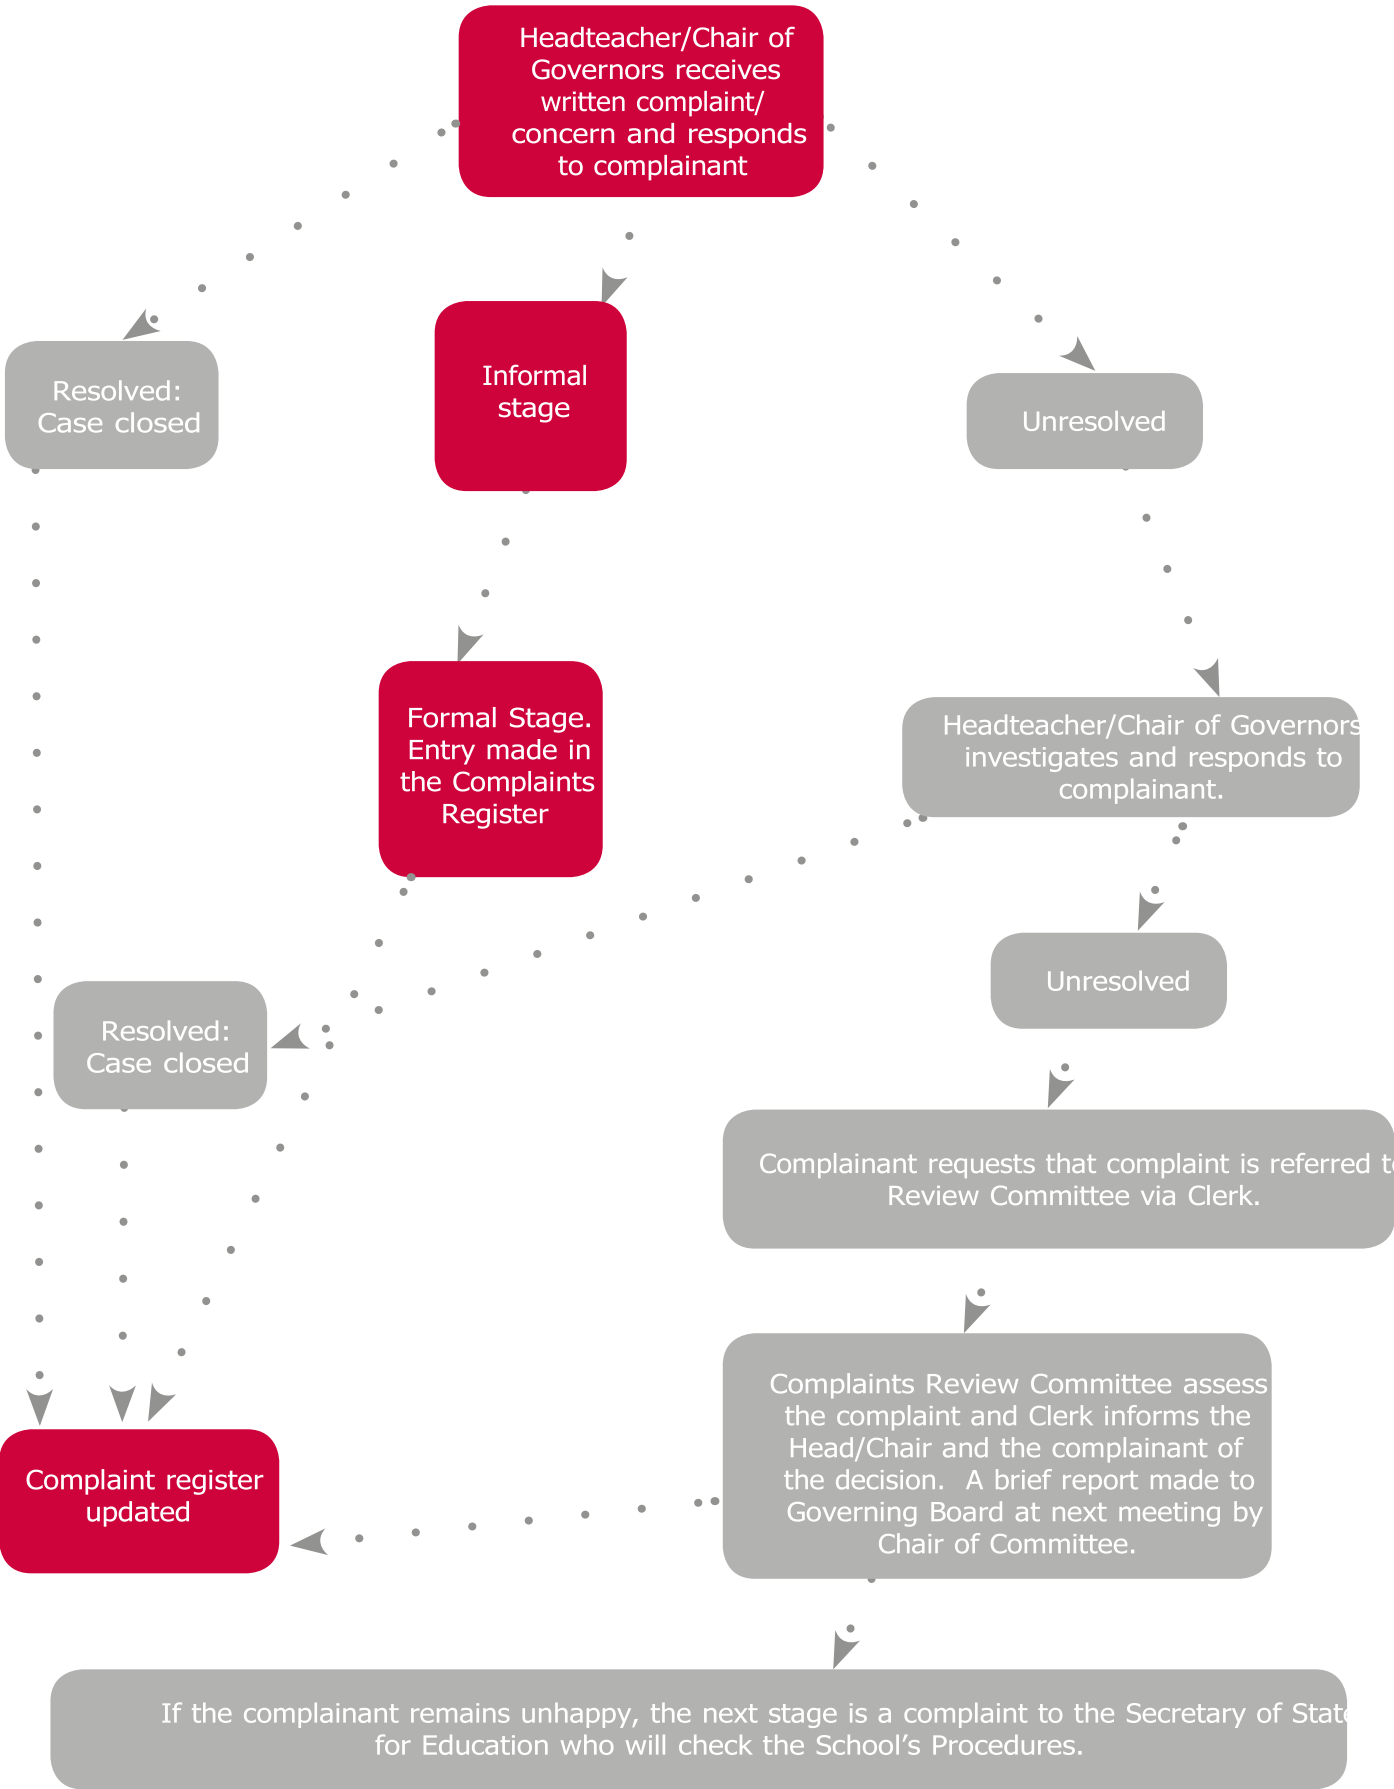 Headteacher/Chair of
Governors receives
written complaint/
concern and responds
to complainant
Resolved:
Case closed
Informal
stage
Unresolved
Formal Stage.
Entry made in
the Complaints
Register
Headteacher/Chair of Governors
investigates and responds to
complainant.
Unresolved
Resolved:
Case closed
Complainant requests that complaint is referred to
Review Committee via Clerk.
Complaints Review Committee assess
the complaint and Clerk informs the
Head/Chair and the complainant of
the decision.  A brief report made to
Governing Board at next meeting by
Chair of Committee.
Complaint register
updated
If the complainant remains unhappy, the next stage is a complaint to the Secretary of State
for Education who will check the School’s Procedures.